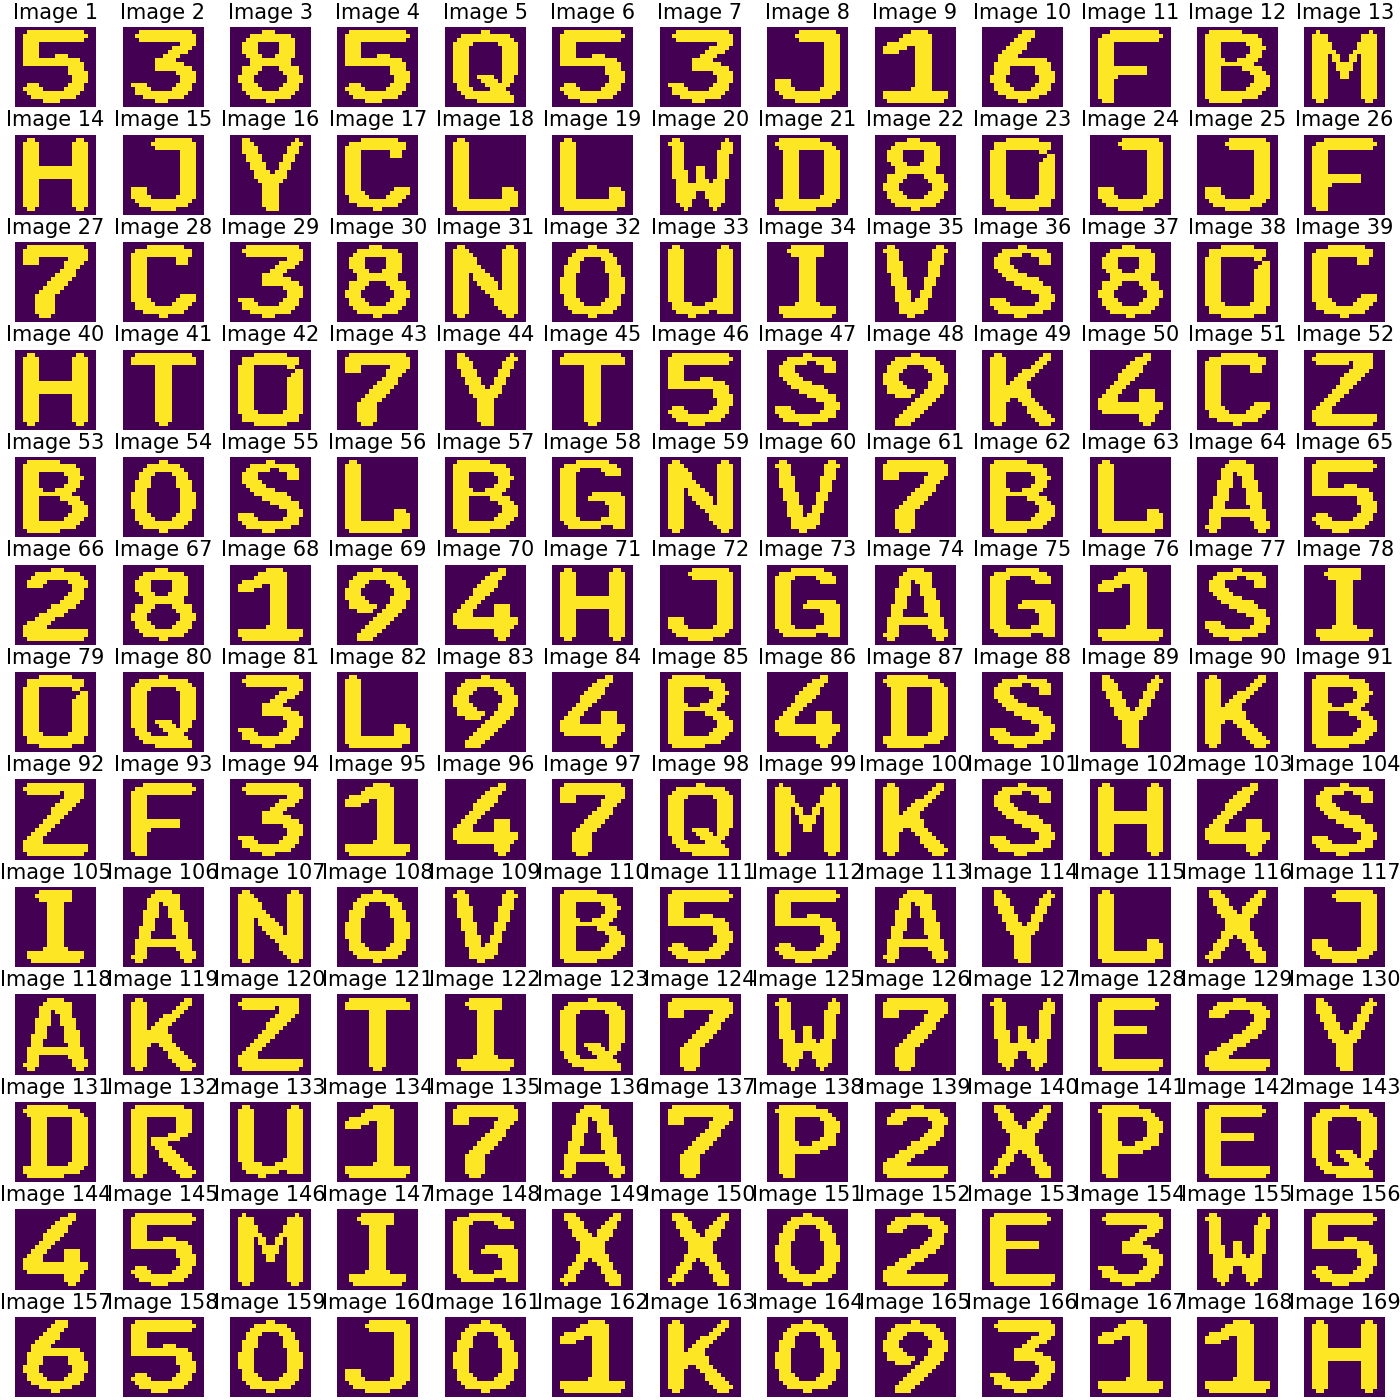 Image 1 Image 2 Image 3 Image 4 Image 5 Image 6 Image 7 Image 8 Image 9 Image 10 Image 11 Image 12 Image 13
5 3 8 5 Q 5 3 J 1 6 F B M
Image 14 Image 15 Image 16 Image 17 Image 18 Image 19 Image 20 Image 21 Image 22 Image 23 Image 24 Image 25 Image 26
H J Y C L L W D 8 0 J J F
Image 27 Image 28 Image 29 Image 30 Image 31 Image 32 Image 33 Image 34 Image 35 Image 36 Image 37 Image 38 Image 39
7 C 3 8 N O U I V S 8 0 C
Image 40 Image 41 Image 42 Image 43 Image 44 Image 45 Image 46 Image 47 Image 48 Image 49 Image 50 Image 51 Image 52
H T 0 7 Y T 5 S 9 K 4 C Z
Image 53 Image 54 Image 55 Image 56 Image 57 Image 58 Image 59 Image 60 Image 61 Image 62 Image 63 Image 64 Image 65
B O S L B G N V 7 B L A 5
Image 66 Image 67 Image 68 Image 69 Image 70 Image 71 Image 72 Image 73 Image 74 Image 75 Image 76 Image 77 Image 78
2 8 1 9 4 H J G A G 1 S I
Image 79 Image 80 Image 81 Image 82 Image 83 Image 84 Image 85 Image 86 Image 87 Image 88 Image 89 Image 90 Image 91
0 Q 3 L 9 4 B 4 D S Y K B
Image 92 Image 93 Image 94 Image 95 Image 96 Image 97 Image 98 Image 99 Image 100 Image 101 Image 102 Image 103 Image 104
Z F 3 1 4 7 Q M K S H 4 S
Image 105 Image 106 Image 107 Image 108 Image 109 Image 110 Image 111 Image 112 Image 113 Image 114 Image 115 Image 116 Image 117
I A N O V B 5 5 A Y L X J
Image 118 Image 119 Image 120 Image 121 Image 122 Image 123 Image 124 Image 125 Image 126 Image 127 Image 128 Image 129 Image 130
A K Z T I Q 7 W 7 W E 2 Y
Image 131 Image 132 Image 133 Image 134 Image 135 Image 136 Image 137 Image 138 Image 139 Image 140 Image 141 Image 142 Image 143
D R U 1 7 A 7 P 2 X P E Q
Image 144 Image 145 Image 146 Image 147 Image 148 Image 149 Image 150 Image 151 Image 152 Image 153 Image 154 Image 155 Image 156
4 5 M I G X X O 2 E 3 W 5
Image 157 Image 158 Image 159 Image 160 Image 161 Image 162 Image 163 Image 164 Image 165 Image 166 Image 167 Image 168 Image 169
6 5 O J O 1 K O 9 3 1 1 H